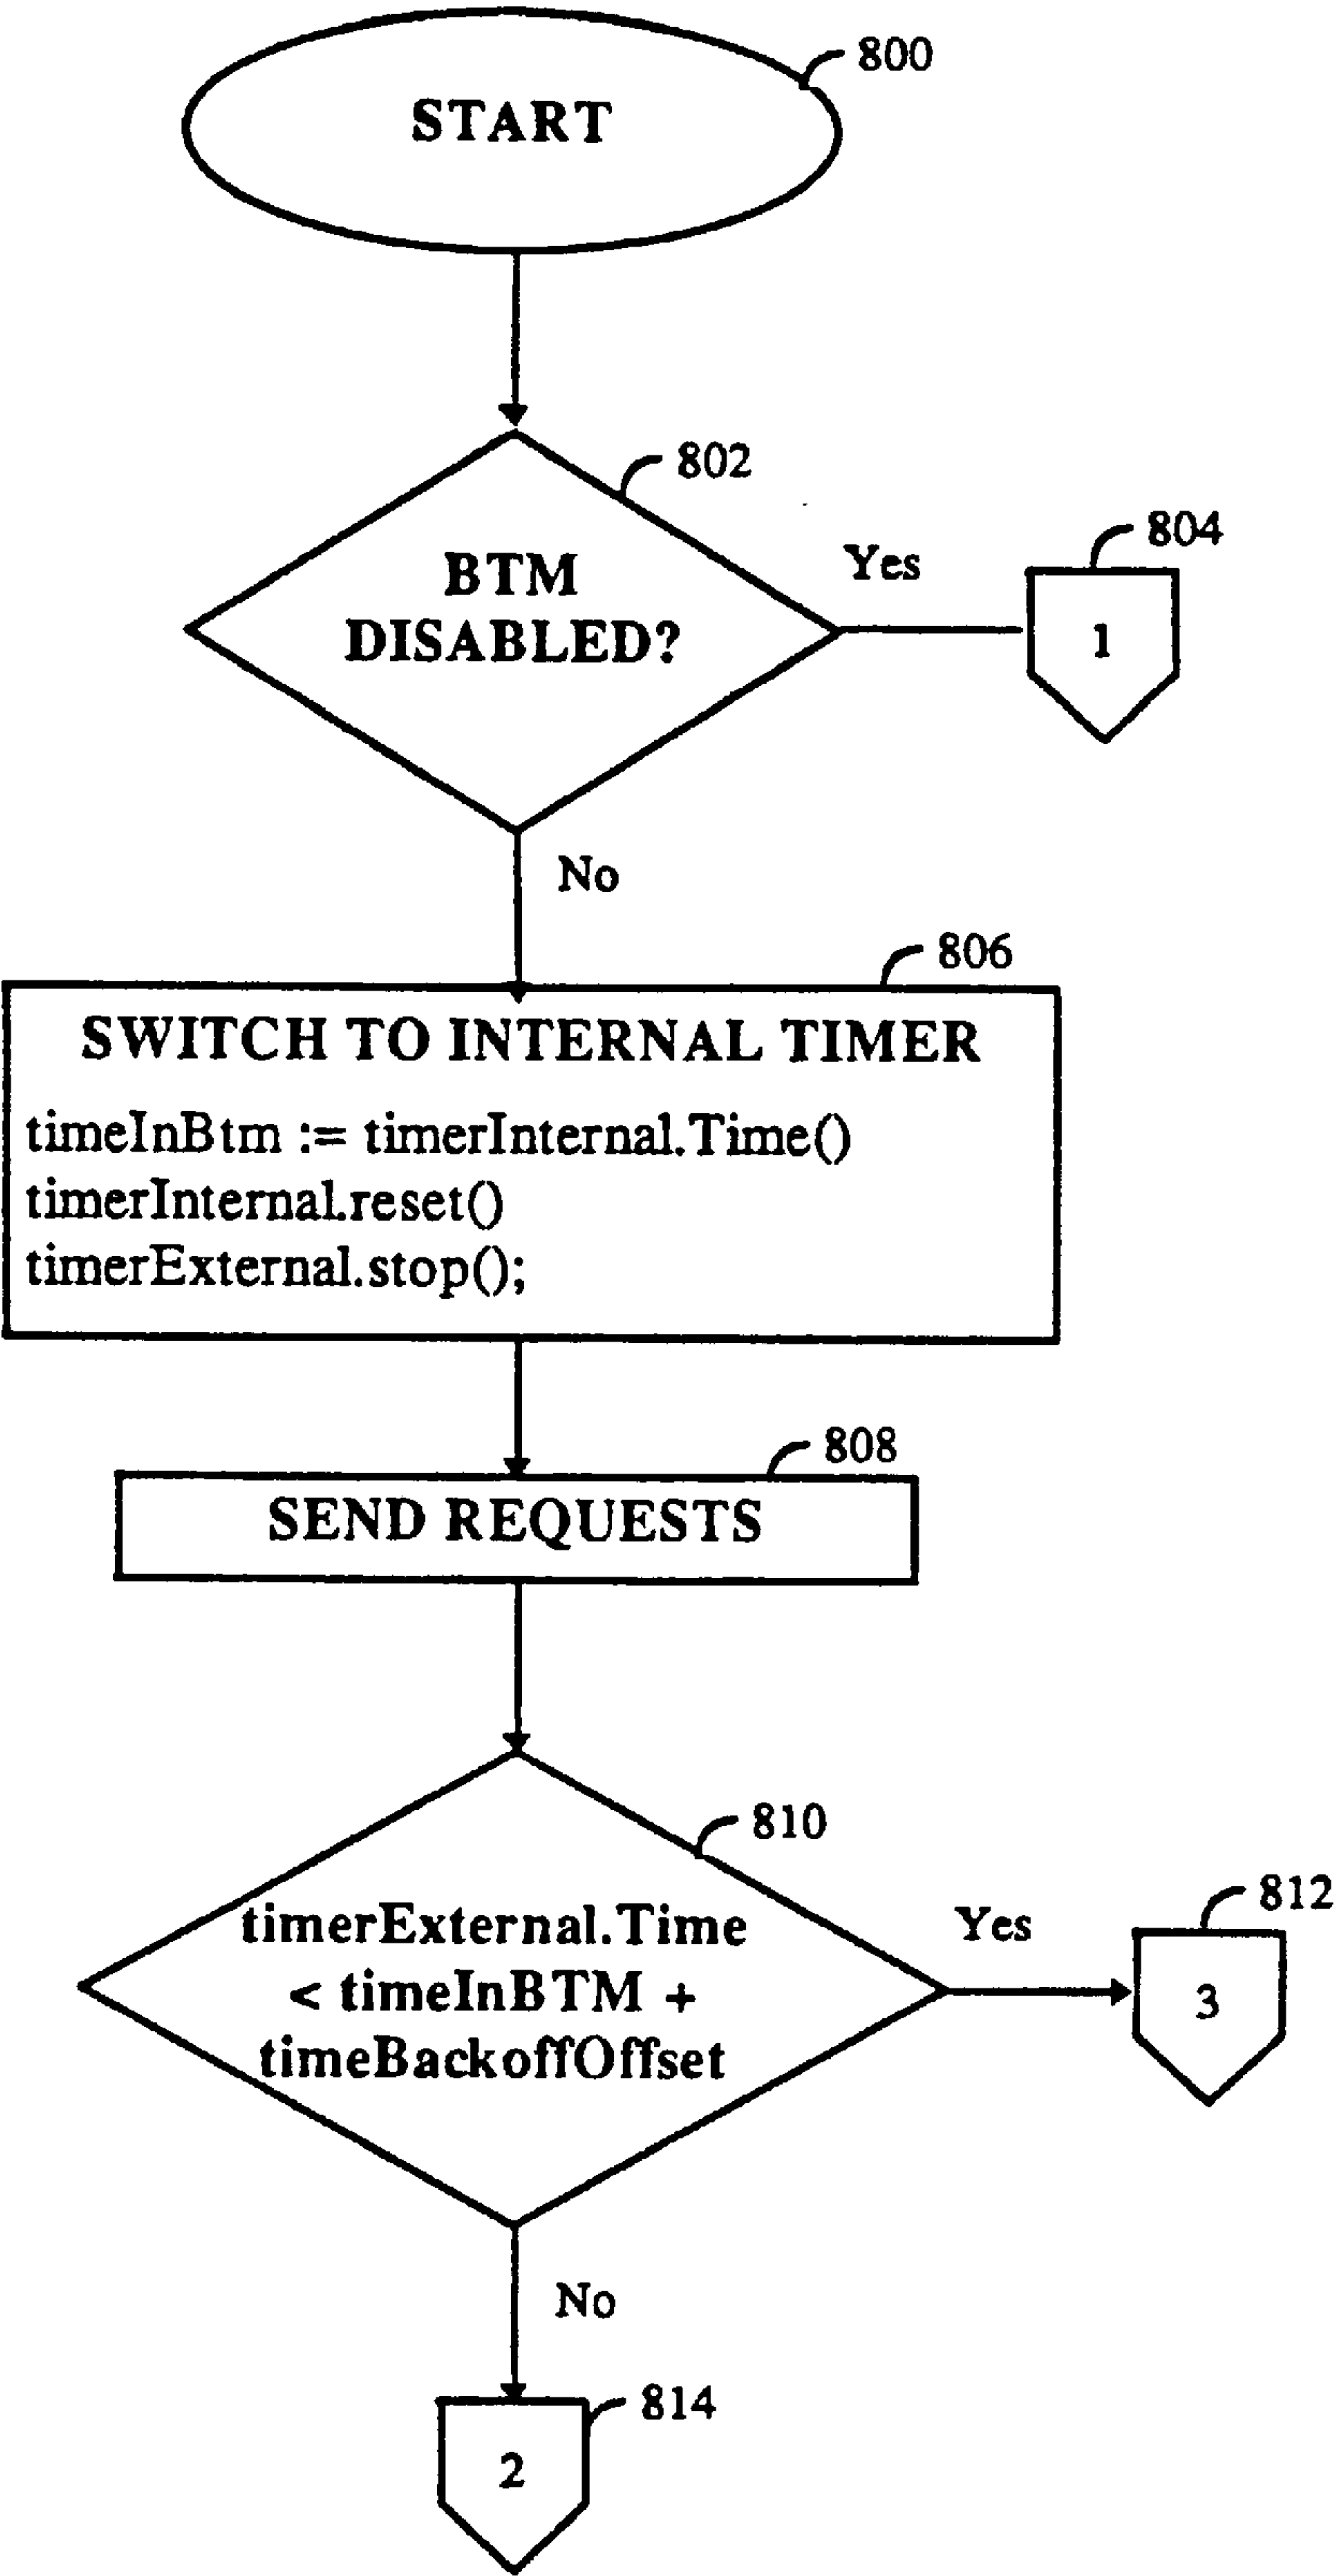 800
START
802
BTM
DISABLED?
Yes
804
1
No
806
SWITCH TO INTERNAL TIMER
timeInBtm := timerInternal.Time()
timerInternal.reset()
timerExternal.stop();
808
SEND REQUESTS
810
timerExternal.Time
< timeInBTM +
timeBackoffOffset
Yes
812
3
No
814
2